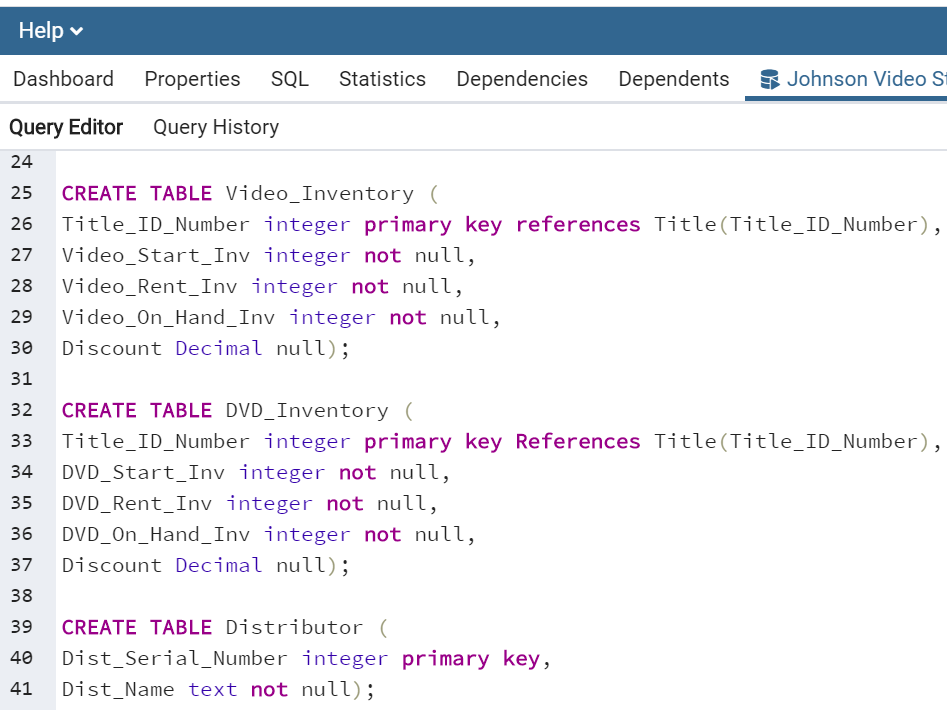 Help
Dashboard Properties SQL Statistics Dependencies Dependents Johnson Video
Query Editor Query History
24
25 CREATE TABLE Video_Inventory (
26 Title_ID_Number integer primary key references Title(Title_ID_Number),
27 Video_Start_Inv integer not null,
28 Video_Rent_Inv integer not null,
29 Video_On_Hand_Inv integer not null,
30 Discount Decimal null);
31
32 CREATE TABLE DVD_Inventory (
33 Title_ID_Number integer primary key References Title(Title_ID_Number),
34 DVD_Start_Inv integer not null,
35 DVD_Rent_Inv integer not null,
36 DVD_On_Hand_Inv integer not null,
37 Discount Decimal null);
38
39 CREATE TABLE Distributor (
40 Dist_Serial_Number integer primary key,
41 Dist_Name text not null);